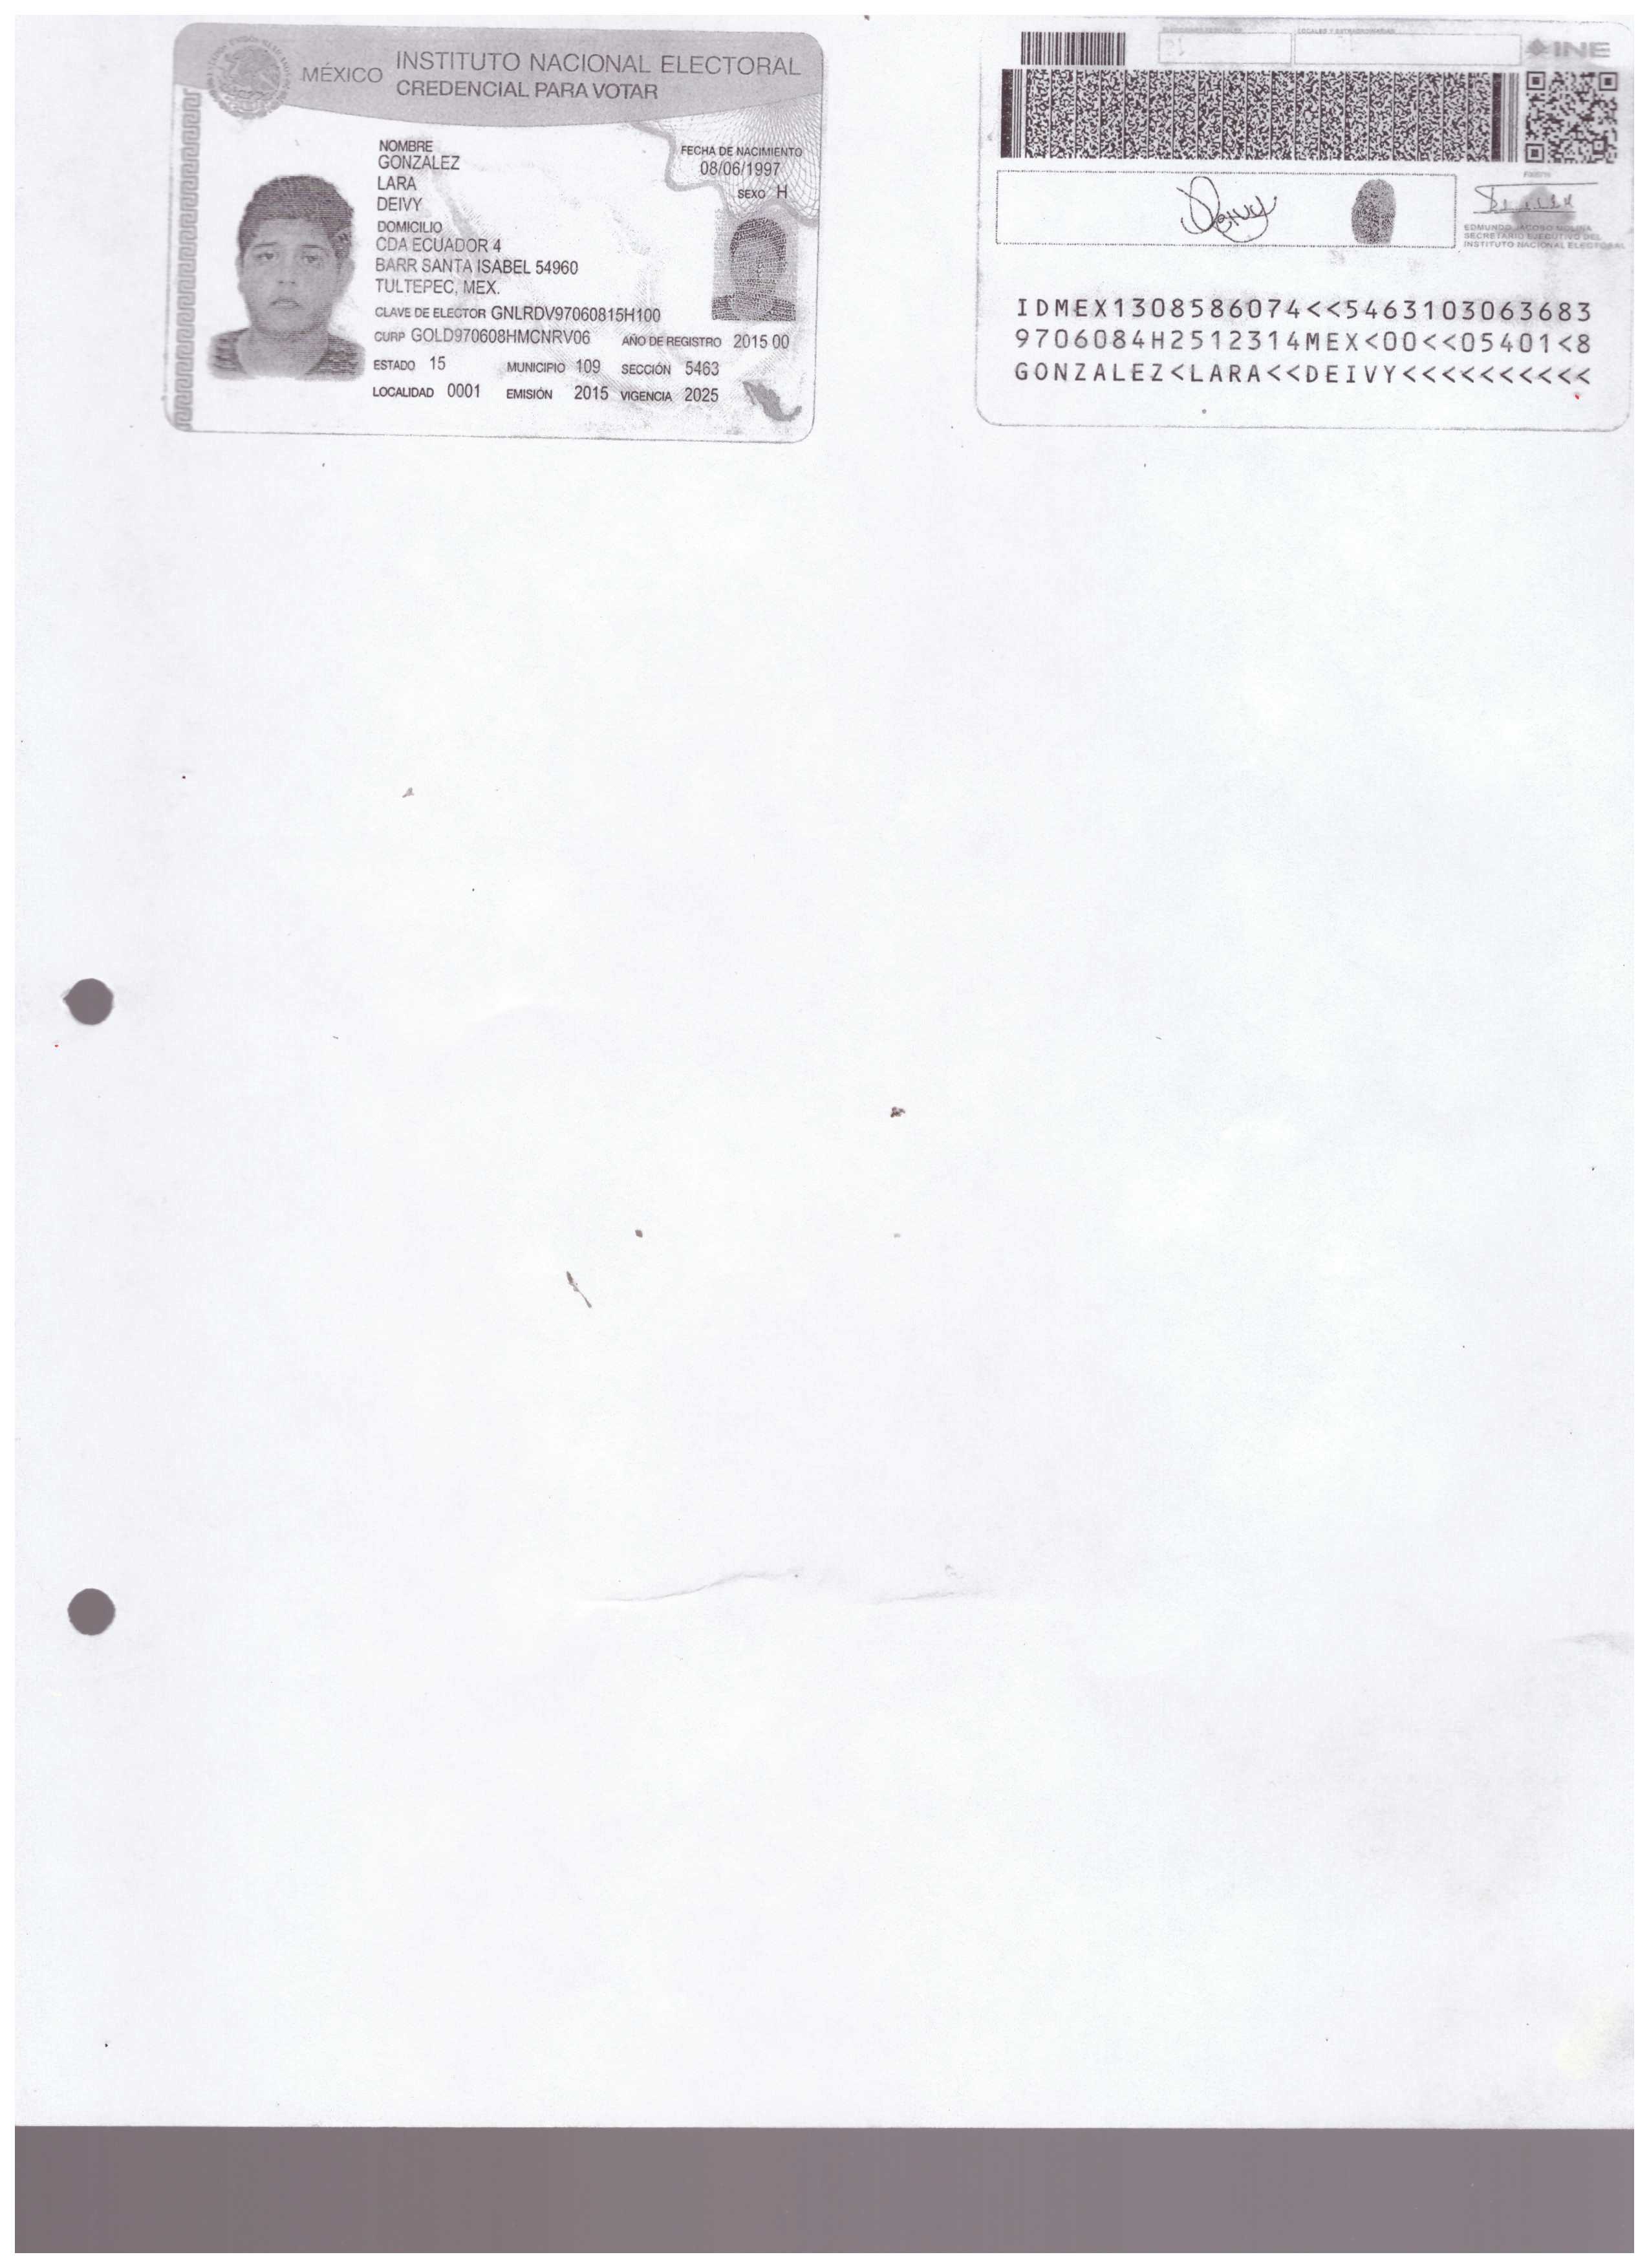 MÉXICO
INSTITUTO NACIONAL ELECTORAL
CREDENCIAL PARA VOTAR
NOMBRE
GONZALEZ
LARA
DEIVY
FECHA DE NACIMIENTO
08/06/1997
SEXO H
DOMICILIO
CDA ECUADOR 4
BARR SANTA ISABEL 54960
TULTEPEC, MEX.
CLAVE DE ELECTOR GNLRDV97060815H100
CURP GOLD970608HMCNRV06 AÑO DE REGISTRO 2015 00
ESTADO 15 MUNICIPIO 109 SECCIÓN 5463
LOCALIDAD 0001 EMISIÓN 2015 VIGENCIA 2025
INE
Deivy
EDMUNDO JACOBO MOLINA
SECRETARIO EJECUTIVO DEL
INSTITUTO NACIONAL ELECTORAL
IDMEX1308586074<<5463103063683
9706084H2512314MEX<00<<05401<8
GONZALEZ<LARA<<DEIVY<<<<<<<<<<